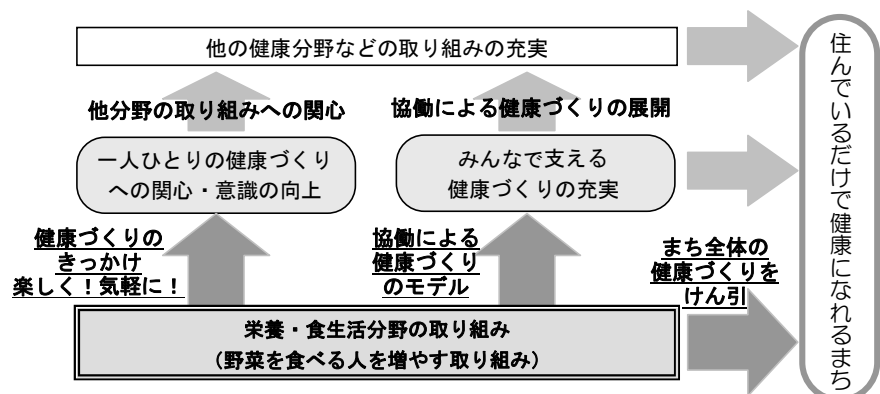 他の健康分野などの取り組みの充実
他分野の取り組みへの関心
協働による健康づくりの展開
一人ひとりの健康づくり
への関心・意識の向上
みんなで支える
健康づくりの充実
健康づくりの
きっかけ
楽しく！気軽に！
協働による
健康づくり
のモデル
まち全体の
健康づくりを
けん引
栄養・食生活分野の取り組み
（野菜を食べる人を増やす取り組み）
住んでいるだけで健康になれるまち